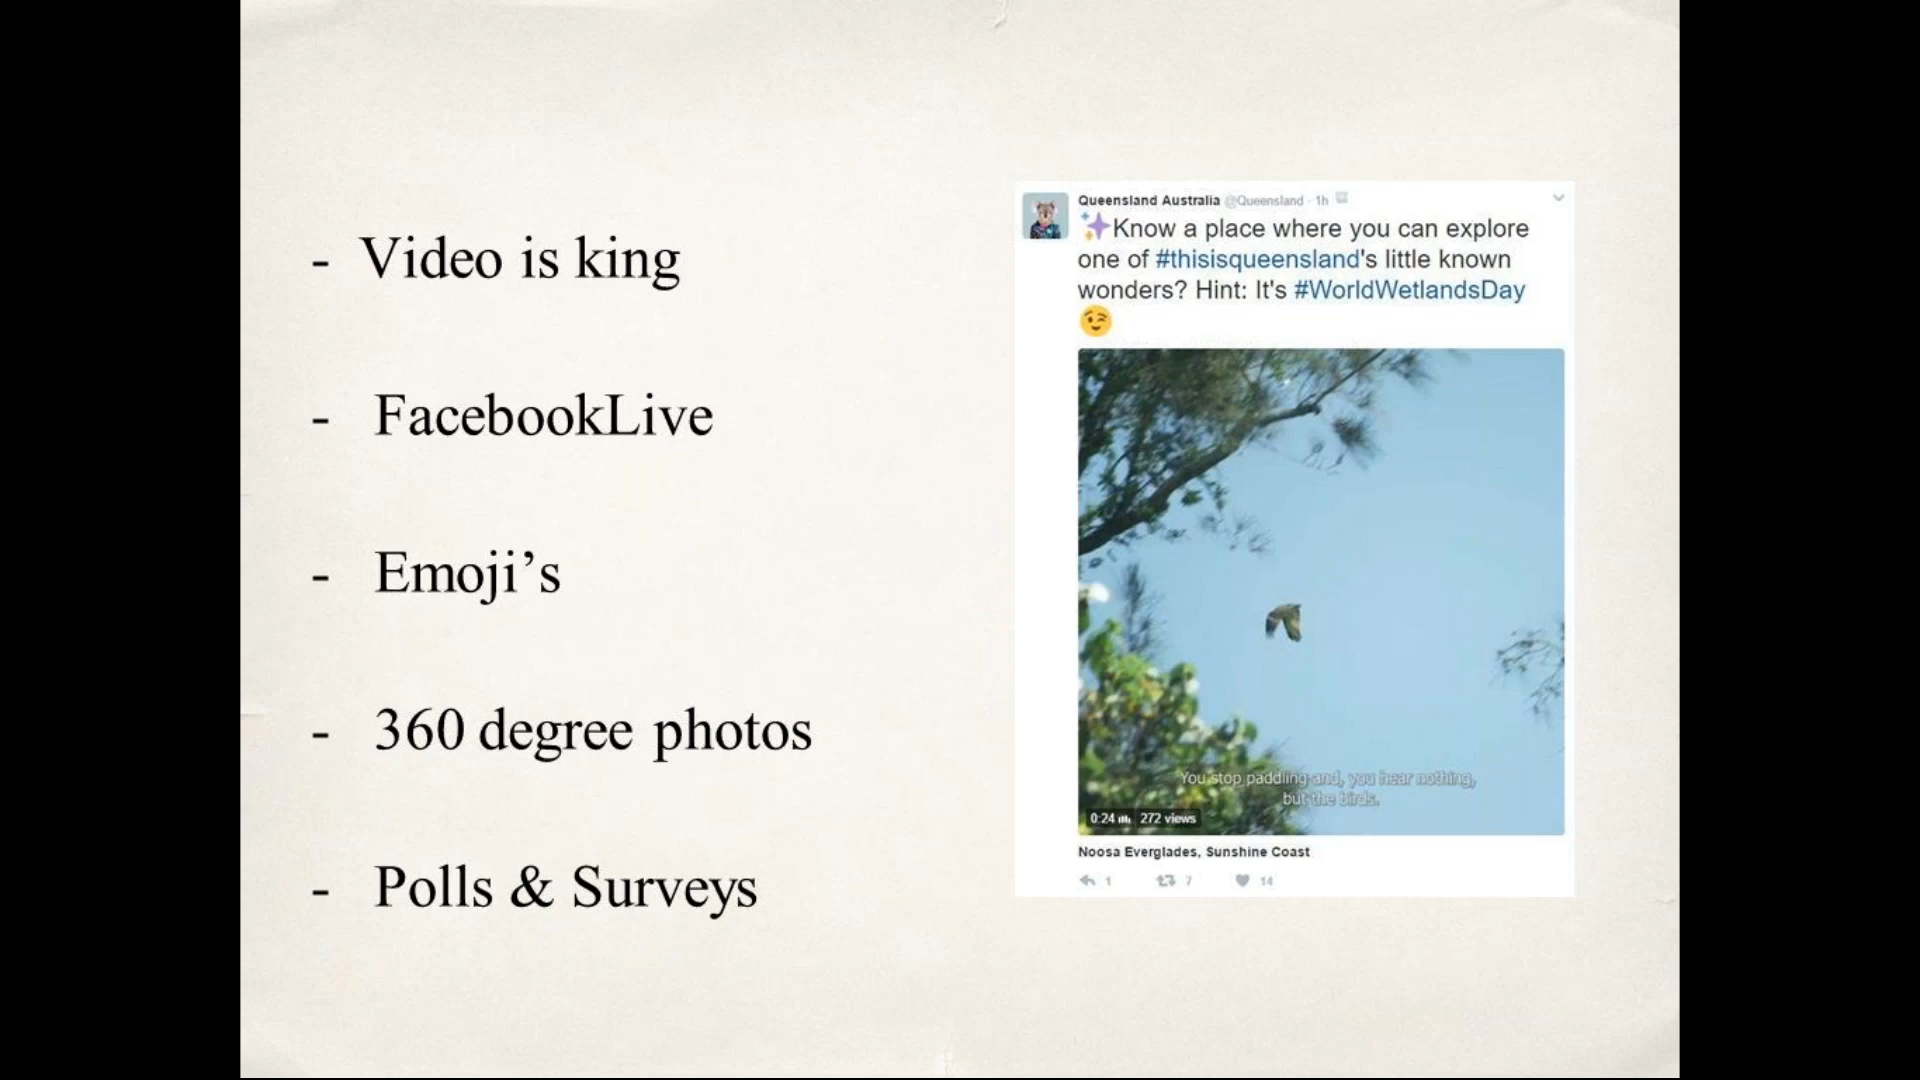 - Video is king
- FacebookLive
- Emoji’s
- 360 degree photos
- Polls & Surveys
Queensland Australia @Queensland · 1h
✨Know a place where you can explore
one of #thisisqueensland's little known
wonders? Hint: It's #WorldWetlandsDay
😉
You stop paddling and, you hear nothing,
but the birds.
0:24 272 views
Noosa Everglades, Sunshine Coast
1 7 14